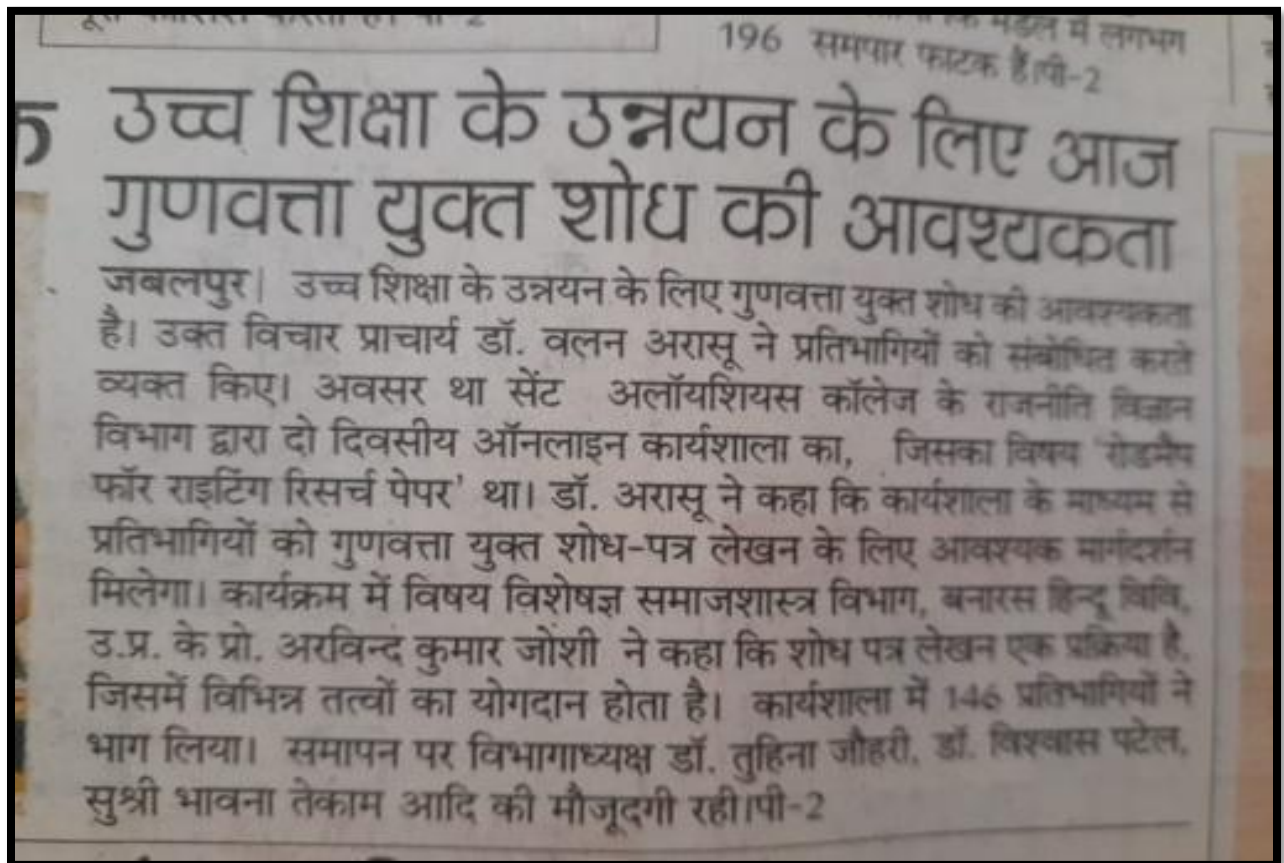 196 समपार फाटक हैं।पी-2
उच्च शिक्षा के उन्नयन के लिए आज
गुणवत्ता युक्त शोध की आवश्यकता
जबलपुर। उच्च शिक्षा के उन्नयन के लिए गुणवत्ता युक्त शोध की आवश्यकता
है। उक्त विचार प्राचार्य डॉ. वलन अरासू ने प्रतिभागियों को संबोधित करते
व्यक्त किए। अवसर था सेंट अलॉयशियस कॉलेज के राजनीति विज्ञान
विभाग द्वारा दो दिवसीय ऑनलाइन कार्यशाला का, जिसका विषय 'रोडमैप
फॉर राइटिंग रिसर्च पेपर' था। डॉ. अरासू ने कहा कि कार्यशाला के माध्यम से
प्रतिभागियों को गुणवत्ता युक्त शोध-पत्र लेखन के लिए आवश्यक मार्गदर्शन
मिलेगा। कार्यक्रम में विषय विशेषज्ञ समाजशास्त्र विभाग, बनारस हिन्दू विवि,
उ.प्र. के प्रो. अरविन्द कुमार जोशी ने कहा कि शोध पत्र लेखन एक प्रक्रिया है,
जिसमें विभिन्न तत्वों का योगदान होता है। कार्यशाला में 146 प्रतिभागियों ने
भाग लिया। समापन पर विभागाध्यक्ष डॉ. तुहिना जौहरी, डॉ. विश्वास पटेल,
सुश्री भावना तेकाम आदि की मौजूदगी रही।पी-2